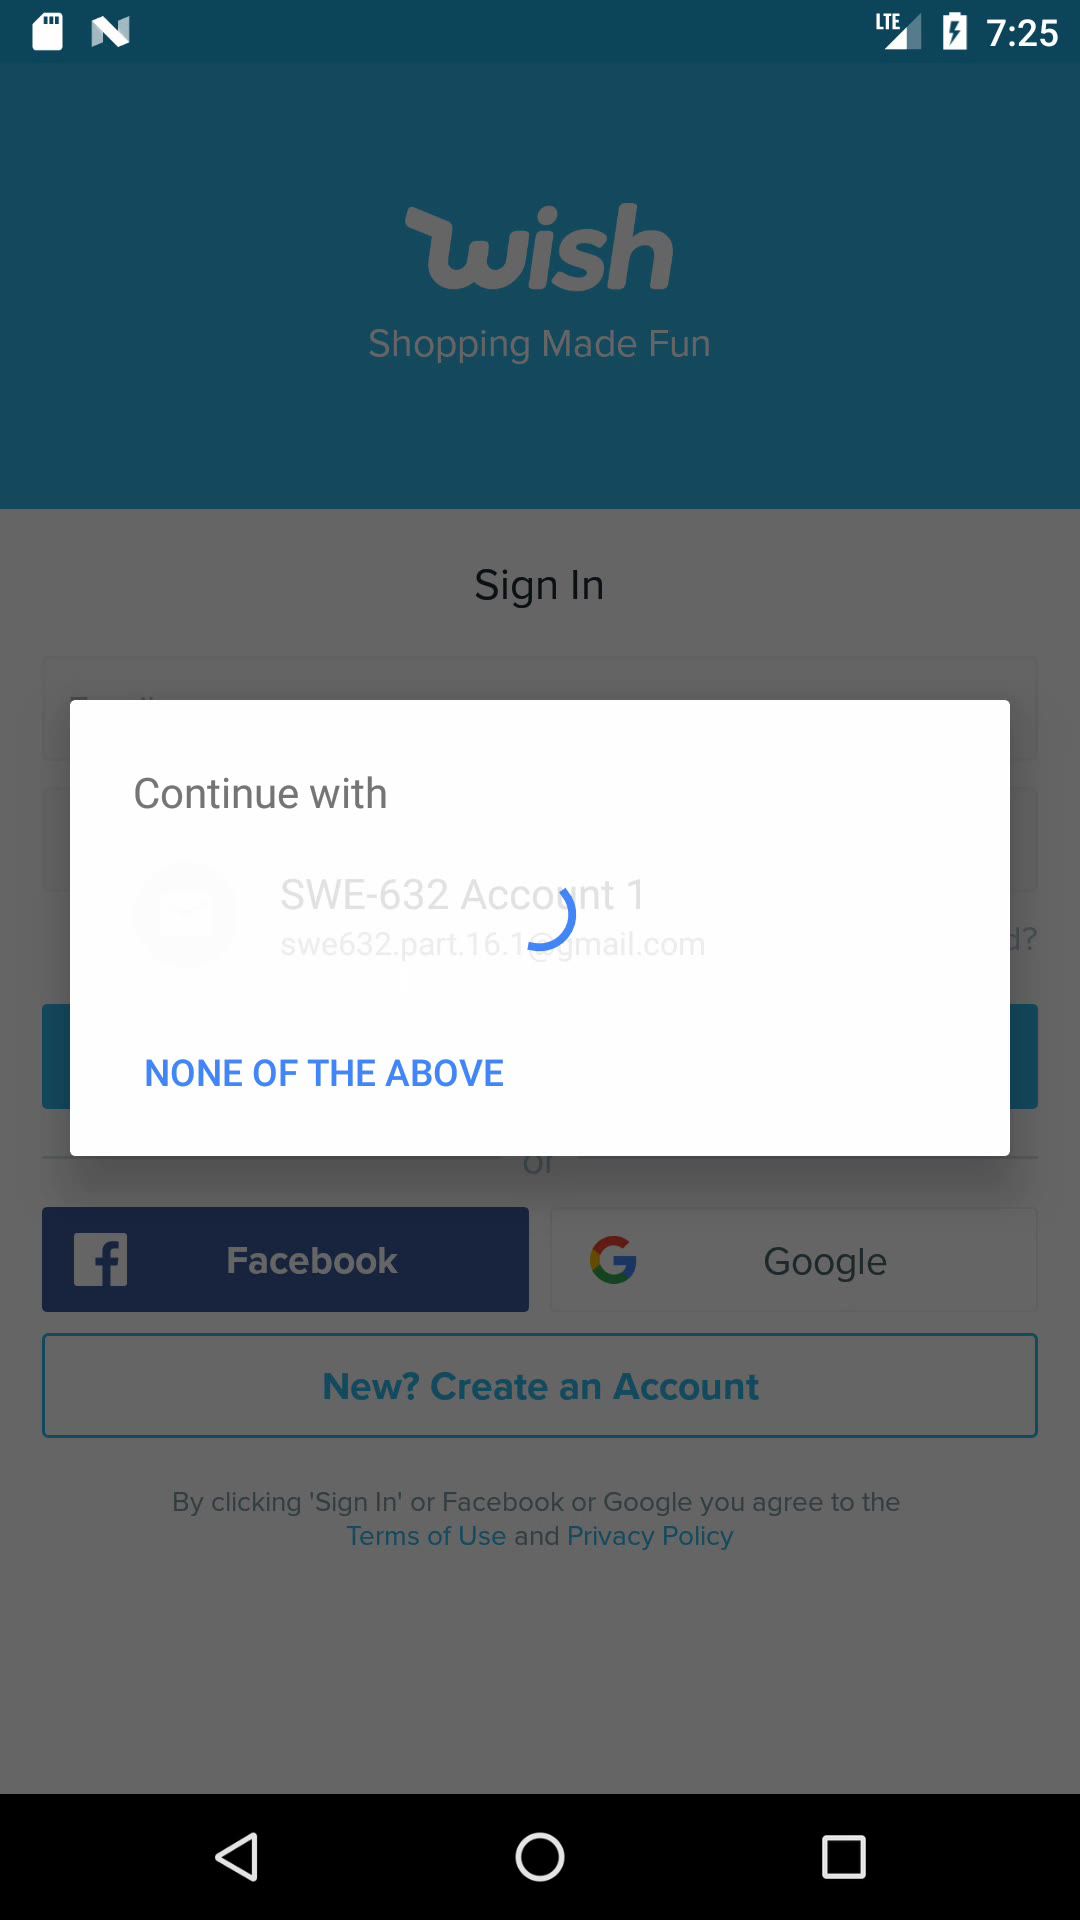 LTE 7:25
wish
Shopping Made Fun
Sign In
Continue with
SWE-632 Account 1
swe632.part.16.1@gmail.com
d?
NONE OF THE ABOVE
or
Facebook
Google
New? Create an Account
By clicking 'Sign In' or Facebook or Google you agree to the
Terms of Use and Privacy Policy